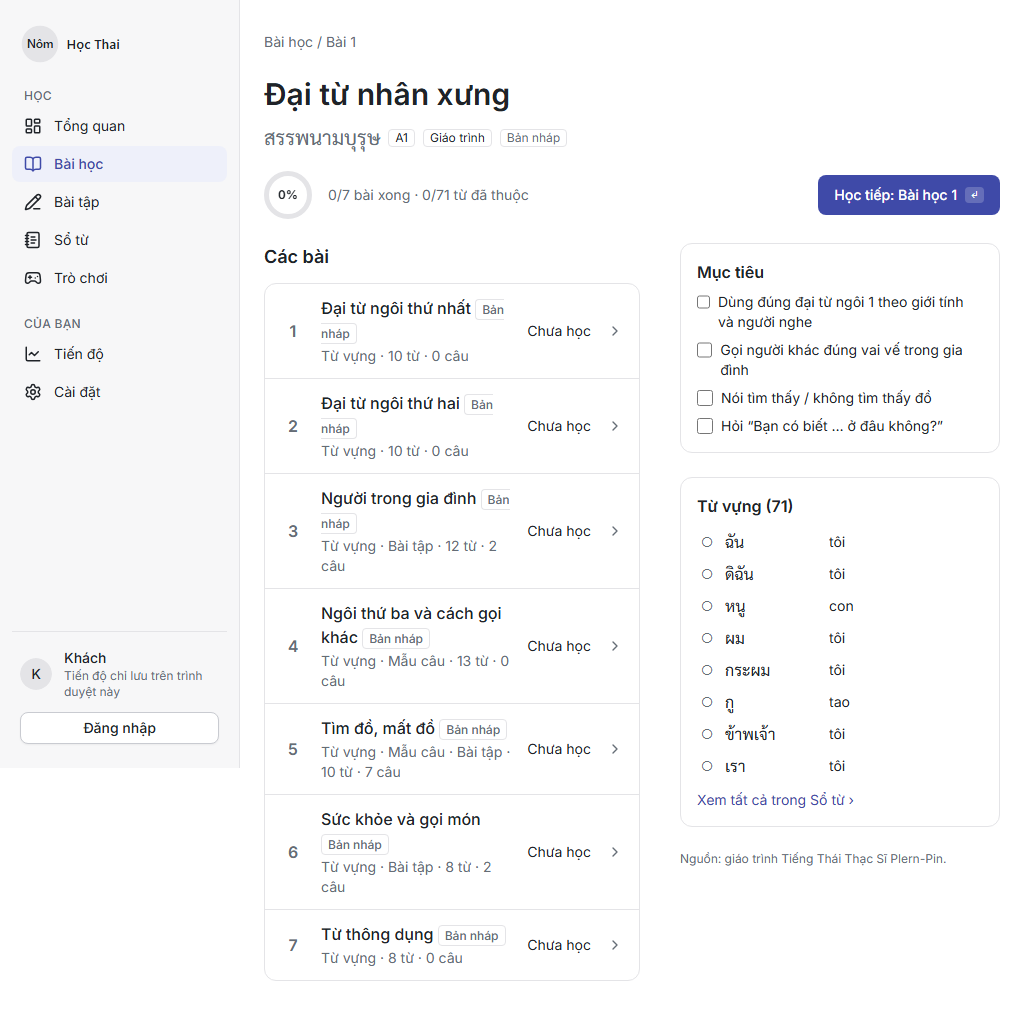 Nôm
Học Thai
HỌC
Tổng quan
Bài học
Bài tập
Sổ từ
Trò chơi
CỦA BẠN
Tiến độ
Cài đặt
K
Khách
Tiến độ chỉ lưu trên trình
duyệt này
Đăng nhập
Bài học / Bài 1
Đại từ nhân xưng
สรรพนามบุรุษ A1 Giáo trình Bản nháp
0% 0/7 bài xong · 0/71 từ đã thuộc
Học tiếp: Bài học 1 ↵
Các bài
1
Đại từ ngôi thứ nhất Bản
nháp
Từ vựng · 10 từ · 0 câu
Chưa học
2
Đại từ ngôi thứ hai Bản
nháp
Từ vựng · 10 từ · 0 câu
Chưa học
3
Người trong gia đình Bản
nháp
Từ vựng · Bài tập · 12 từ · 2
câu
Chưa học
4
Ngôi thứ ba và cách gọi
khác Bản nháp
Từ vựng · Mẫu câu · 13 từ · 0
câu
Chưa học
5
Tìm đồ, mất đồ Bản nháp
Từ vựng · Mẫu câu · Bài tập ·
10 từ · 7 câu
Chưa học
6
Sức khỏe và gọi món
Bản nháp
Từ vựng · Bài tập · 8 từ · 2
câu
Chưa học
7
Từ thông dụng Bản nháp
Từ vựng · 8 từ · 0 câu
Chưa học
Mục tiêu
Dùng đúng đại từ ngôi 1 theo giới tính
và người nghe
Gọi người khác đúng vai vế trong gia
đình
Nói tìm thấy / không tìm thấy đồ
Hỏi “Bạn có biết ... ở đâu không?”
Từ vựng (71)
ฉัน tôi
ดิฉัน tôi
หนู con
ผม tôi
กระผม tôi
กู tao
ข้าพเจ้า tôi
เรา tôi
Xem tất cả trong Sổ từ ›
Nguồn: giáo trình Tiếng Thái Thạc Sĩ Plern-Pin.